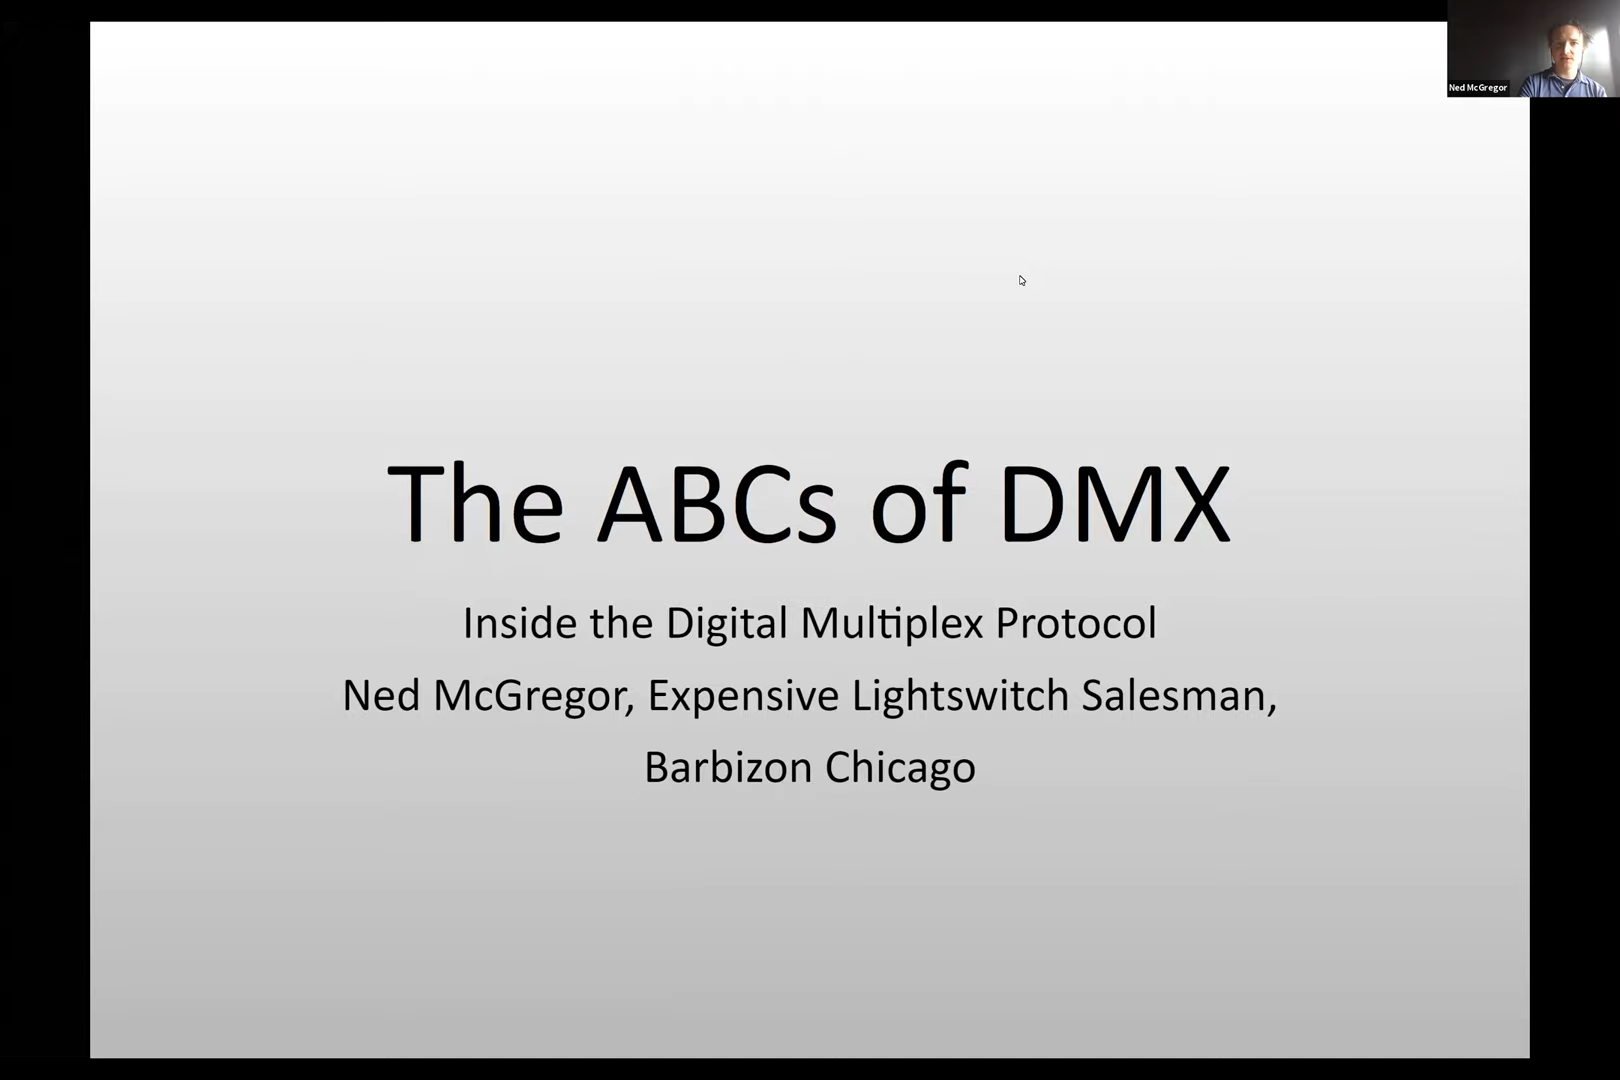 Ned McGregor
The ABCs of DMX
Inside the Digital Multiplex Protocol
Ned McGregor, Expensive Lightswitch Salesman,
Barbizon Chicago